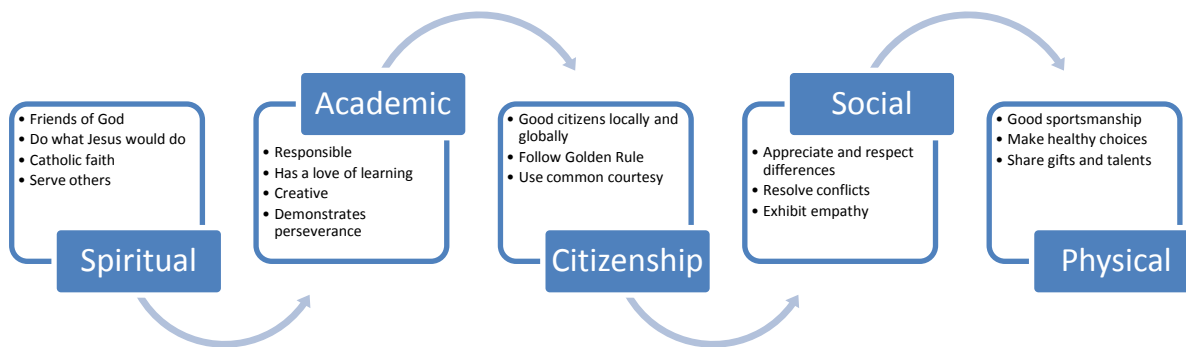 • Friends of God
• Do what Jesus would do
• Catholic faith
• Serve others
Spiritual
Academic
• Responsible
• Has a love of learning
• Creative
• Demonstrates
perseverance
• Good citizens locally and
globally
• Follow Golden Rule
• Use common courtesy
Citizenship
Social
• Appreciate and respect
differences
• Resolve conflicts
• Exhibit empathy
• Good sportsmanship
• Make healthy choices
• Share gifts and talents
Physical